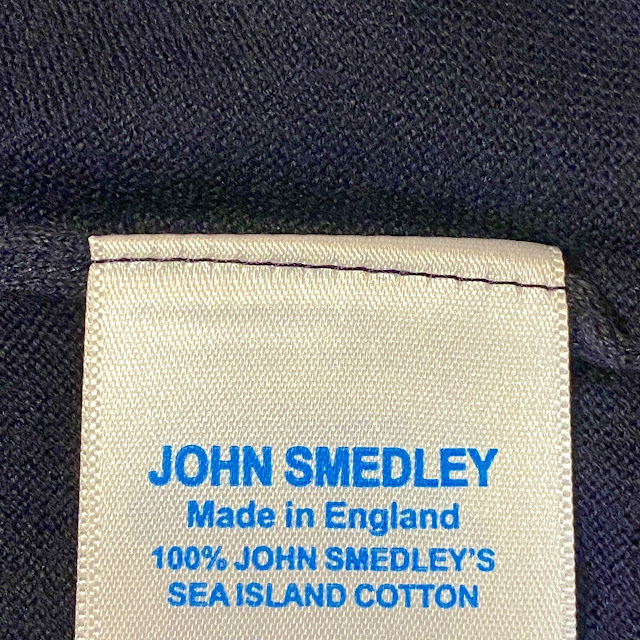 JOHN SMEDLEY
Made in England
100% JOHN SMEDLEY'S
SEA ISLAND COTTON